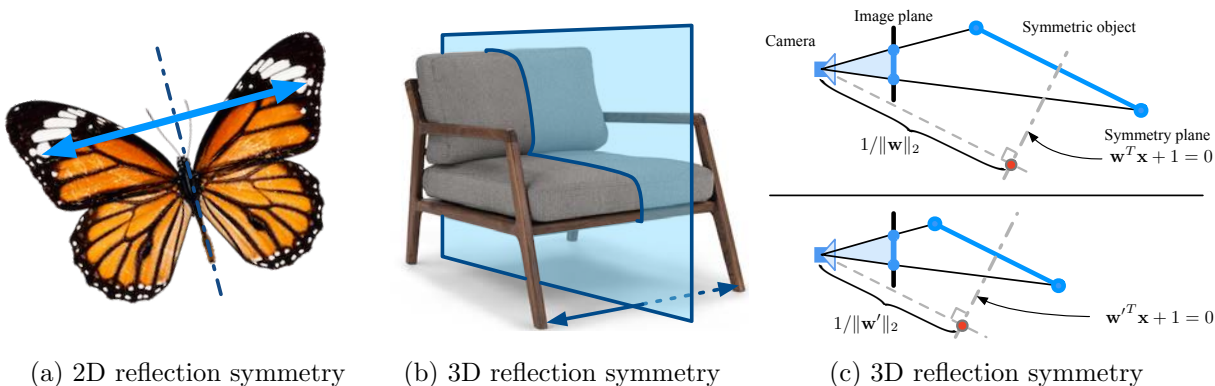 Image plane
Symmetric object
Camera
Symmetry plane
1/‖𝐰‖₂
𝐰ᵀ𝐱 + 1 = 0
1/‖𝐰′‖₂
𝐰′ᵀ𝐱 + 1 = 0
(a) 2D reflection symmetry
(b) 3D reflection symmetry
(c) 3D reflection symmetry